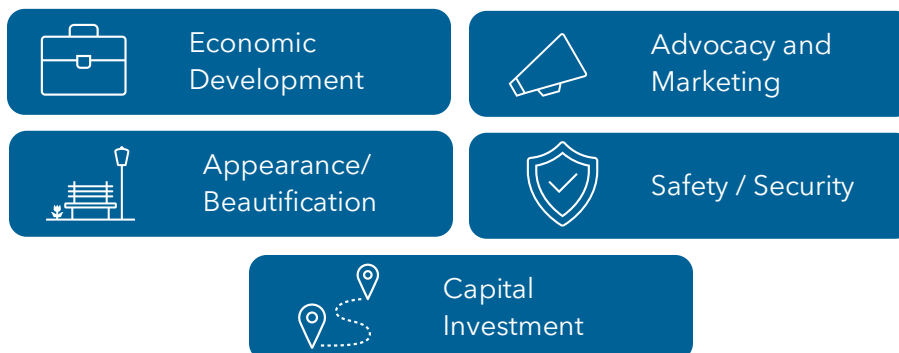 Economic
Development
Advocacy and
Marketing
Appearance/
Beautification
Safety / Security
Capital
Investment